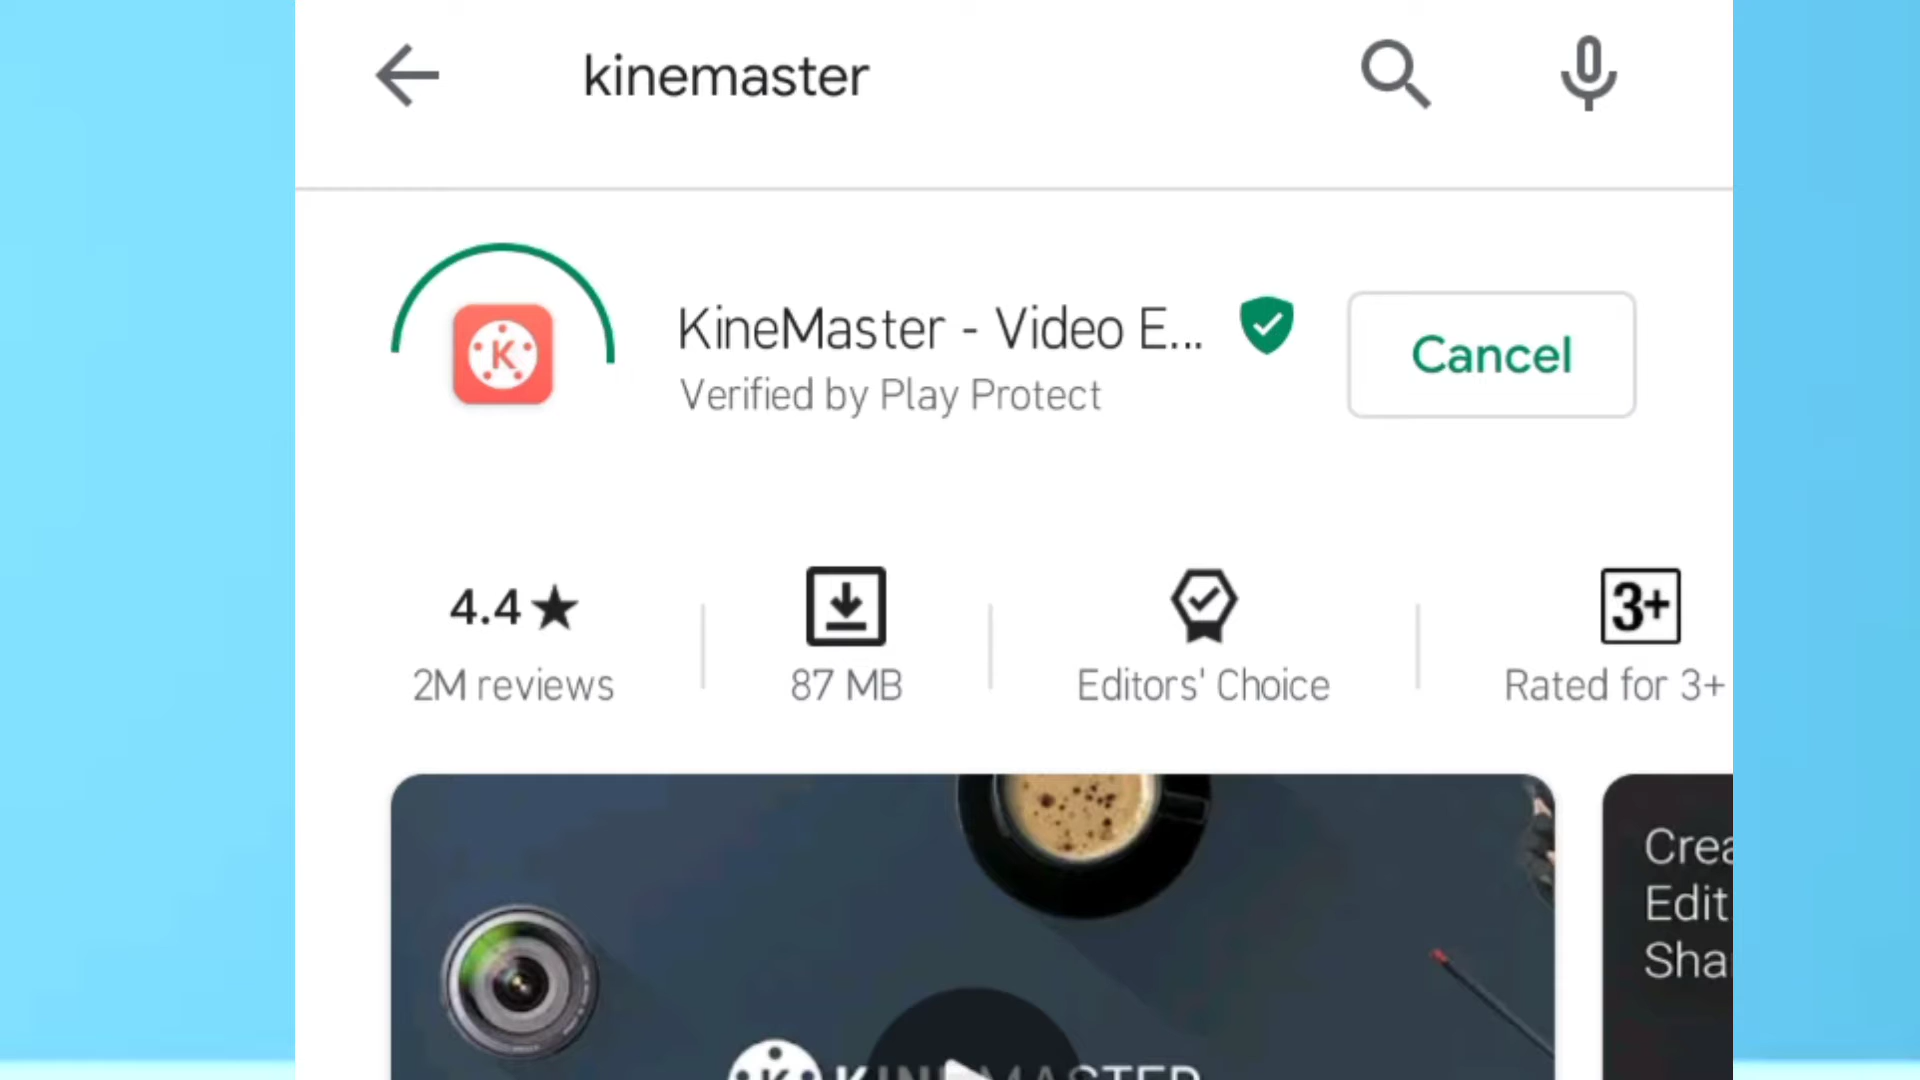 kinemaster
KineMaster - Video E...
Verified by Play Protect
Cancel
4.4★
2M reviews
87 MB
Editors' Choice
3+
Rated for 3+
K
Edit